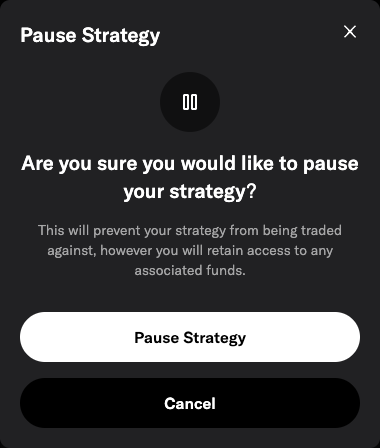 Pause Strategy
Are you sure you would like to pause
your strategy?
This will prevent your strategy from being traded
against, however you will retain access to any
associated funds.
Pause Strategy
Cancel